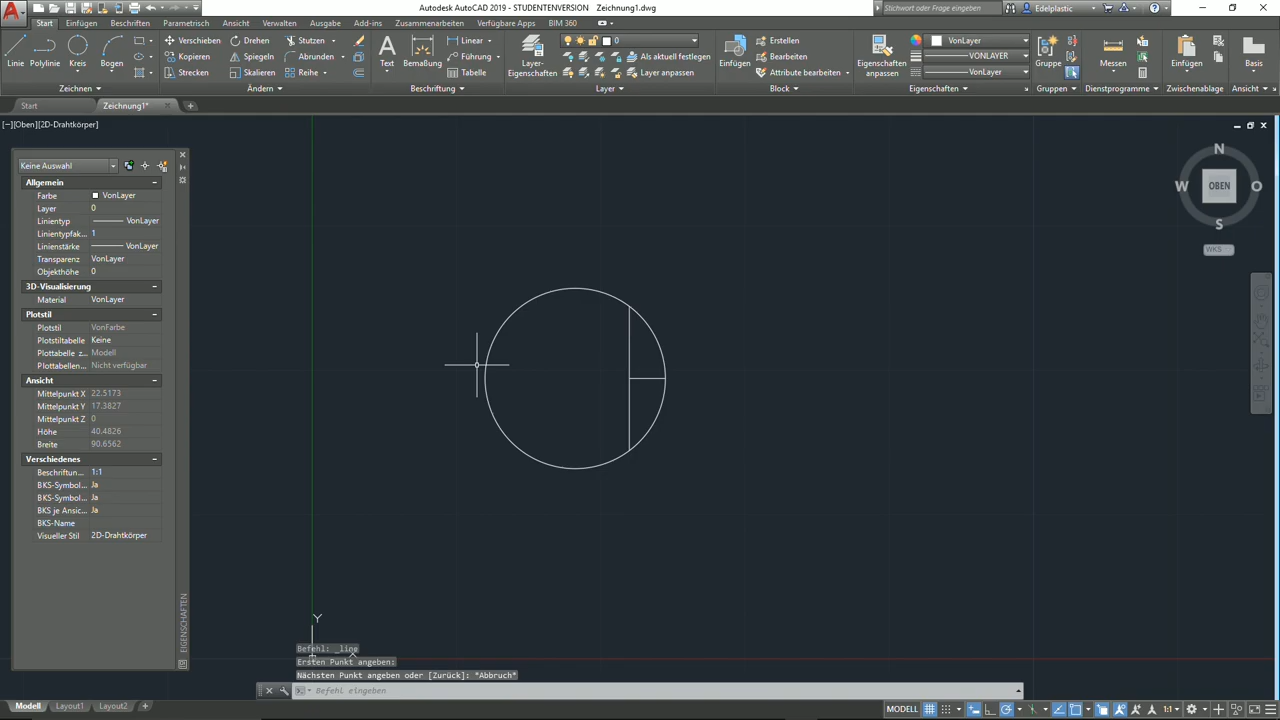 Autodesk AutoCAD 2019 - STUDENTENVERSION Zeichnung1.dwg
Stichwort oder Frage eingeben
Edelplastic
Start Einfügen Beschriften Parametrisch Ansicht Verwalten Ausgabe Add-ins Zusammenarbeiten Verfügbare Apps BIM 360
Linie Polylinie Kreis Bogen
Verschieben Drehen Stutzen
Kopieren Spiegeln Abrunden
Strecken Skalieren Reihe
Text Bemaßung
Linear
Führung
Tabelle
Layer-
Eigenschaften
0
Als aktuell festlegen
Layer anpassen
Einfügen
Erstellen
Bearbeiten
Attribute bearbeiten
Eigenschaften
anpassen
VonLayer
VONLAYER
VonLayer
Gruppe
Messen
Einfügen
Basis
Zeichnen Ändern Beschriftung Layer Block Eigenschaften Gruppen Dienstprogramme Zwischenablage Ansicht
Start Zeichnung1*
[−][Oben][2D-Drahtkörper]
Keine Auswahl
Allgemein
Farbe VonLayer
Layer 0
Linientyp VonLayer
Linientypfak... 1
Linienstärke VonLayer
Transparenz VonLayer
Objekthöhe 0
3D-Visualisierung
Material VonLayer
Plotstil
Plotstil VonFarbe
Plotstiltabelle Keine
Plottabelle z... Modell
Plottabellen... Nicht verfügbar
Ansicht
Mittelpunkt X 22.5173
Mittelpunkt Y 17.3827
Mittelpunkt Z 0
Höhe 40.4826
Breite 90.6562
Verschiedenes
Beschriftun... 1:1
BKS-Symbol... Ja
BKS-Symbol... Ja
BKS je Ansic... Ja
BKS-Name
Visueller Stil 2D-Drahtkörper
EIGENSCHAFTEN
N
W OBEN O
S
WKS
Y
Befehl: _line
Ersten Punkt angeben:
Nächsten Punkt angeben oder [Zurück]: *Abbruch*
Befehl eingeben
Modell Layout1 Layout2
MODELL
1:1